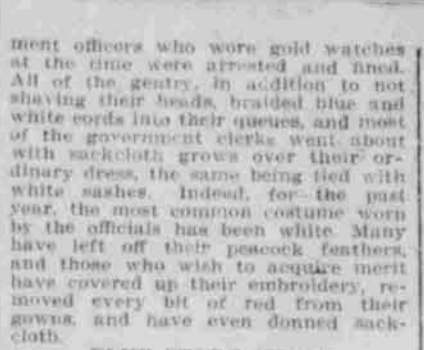 ment officers who wore gold watches
at the time were arrested and fined.
All of the gentry, in addition to not
shaving their heads, braided blue and
white cords into their queues, and most
of the government clerks went about
with sackcloth grows over their or-
dinary dress, the same being tied with
white sashes. Indeed, for the past
year, the most common costume worn
by the officials has been white. Many
have left off their peacock feathers,
and those who wish to acquire merit
have covered up their embroidery, re-
moved every bit of red from their
gowns, and have even donned sack-
cloth.